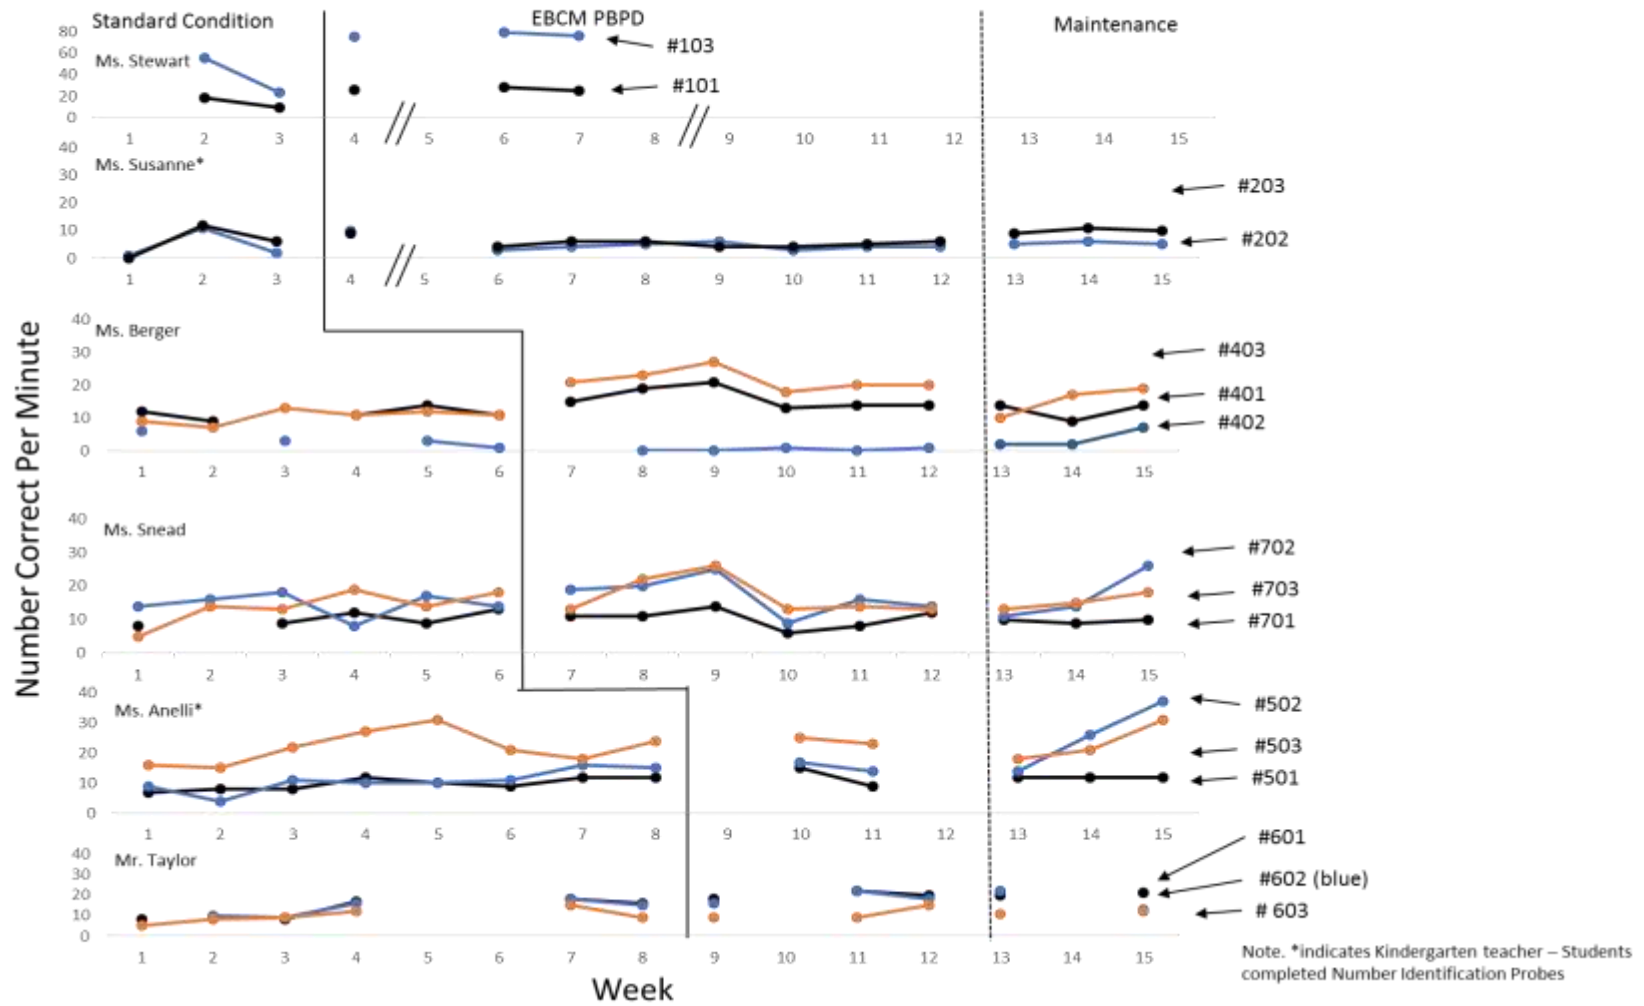 Standard Condition
EBCM PBPD
Maintenance
Number Correct Per Minute
80
60
40
20
0
Ms. Stewart
#103
#101
1 2 3 4 5 6 7 8 9 10 11 12 13 14 15
40
30
20
10
0
Ms. Susanne*
#203
#202
1 2 3 4 5 6 7 8 9 10 11 12 13 14 15
40
30
20
10
0
Ms. Berger
#403
#401
#402
1 2 3 4 5 6 7 8 9 10 11 12 13 14 15
40
30
20
10
0
Ms. Snead
#702
#703
#701
1 2 3 4 5 6 7 8 9 10 11 12 13 14 15
40
30
20
10
0
Ms. Anelli*
#502
#503
#501
1 2 3 4 5 6 7 8 9 10 11 12 13 14 15
40
30
20
10
0
Mr. Taylor
#601
#602 (blue)
# 603
1 2 3 4 5 6 7 8 9 10 11 12 13 14 15
Week
Note. *indicates Kindergarten teacher – Students
completed Number Identification Probes